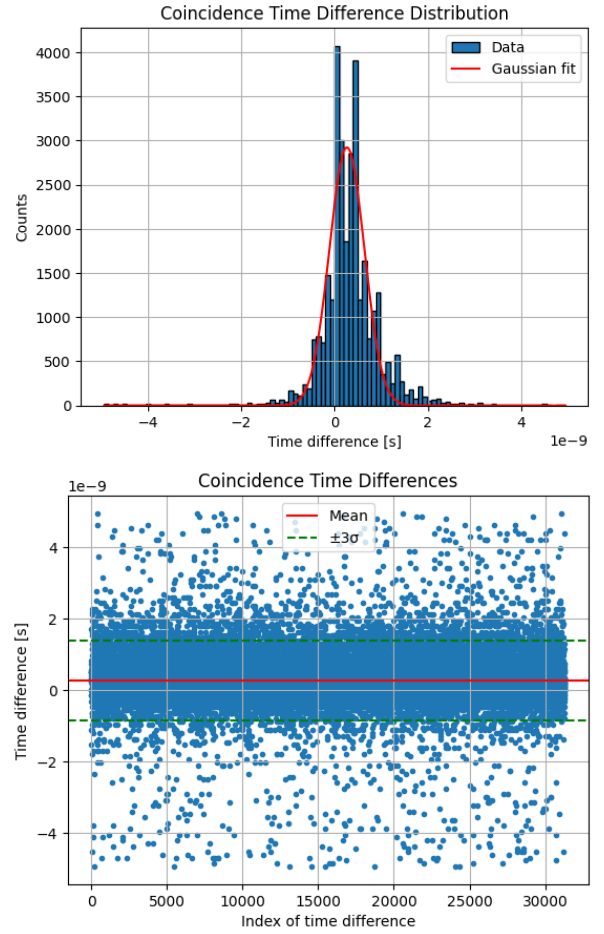 Coincidence Time Difference Distribution
Data
Gaussian fit
Counts
4000
3500
3000
2500
2000
1500
1000
500
0
−4
−2
0
2
4
Time difference [s]
1e−9
Coincidence Time Differences
1e−9
Mean
±3σ
Time difference [s]
4
2
0
−2
−4
0
5000
10000
15000
20000
25000
30000
Index of time difference